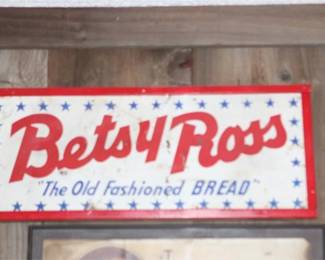 Betsy Ross
"The Old Fashioned BREAD"